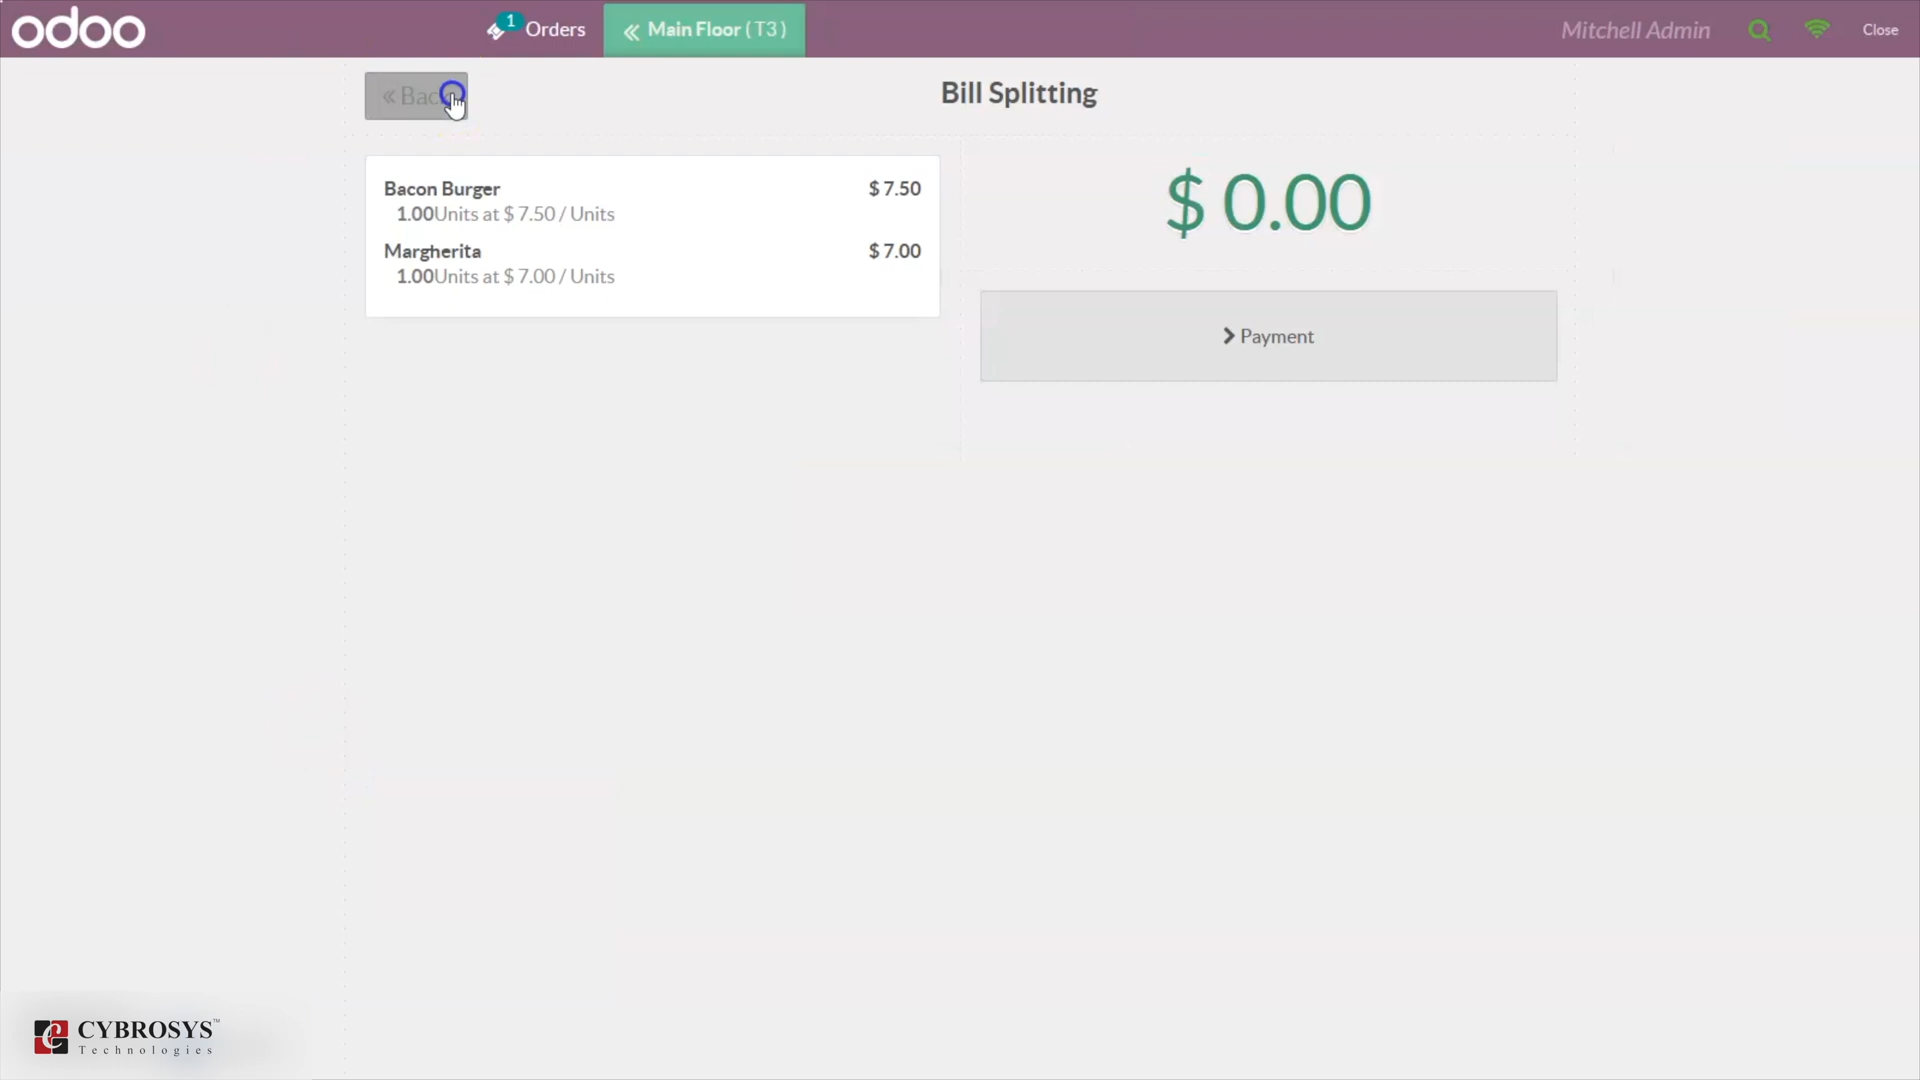 odoo
1 Orders
Main Floor ( T3 )
Mitchell Admin
Close
Bill Splitting
Bacon Burger $ 7.50
1.00Units at $ 7.50 / Units
Margherita $ 7.00
1.00Units at $ 7.00 / Units
$ 0.00
Payment
CYBROSYS™
Technologies